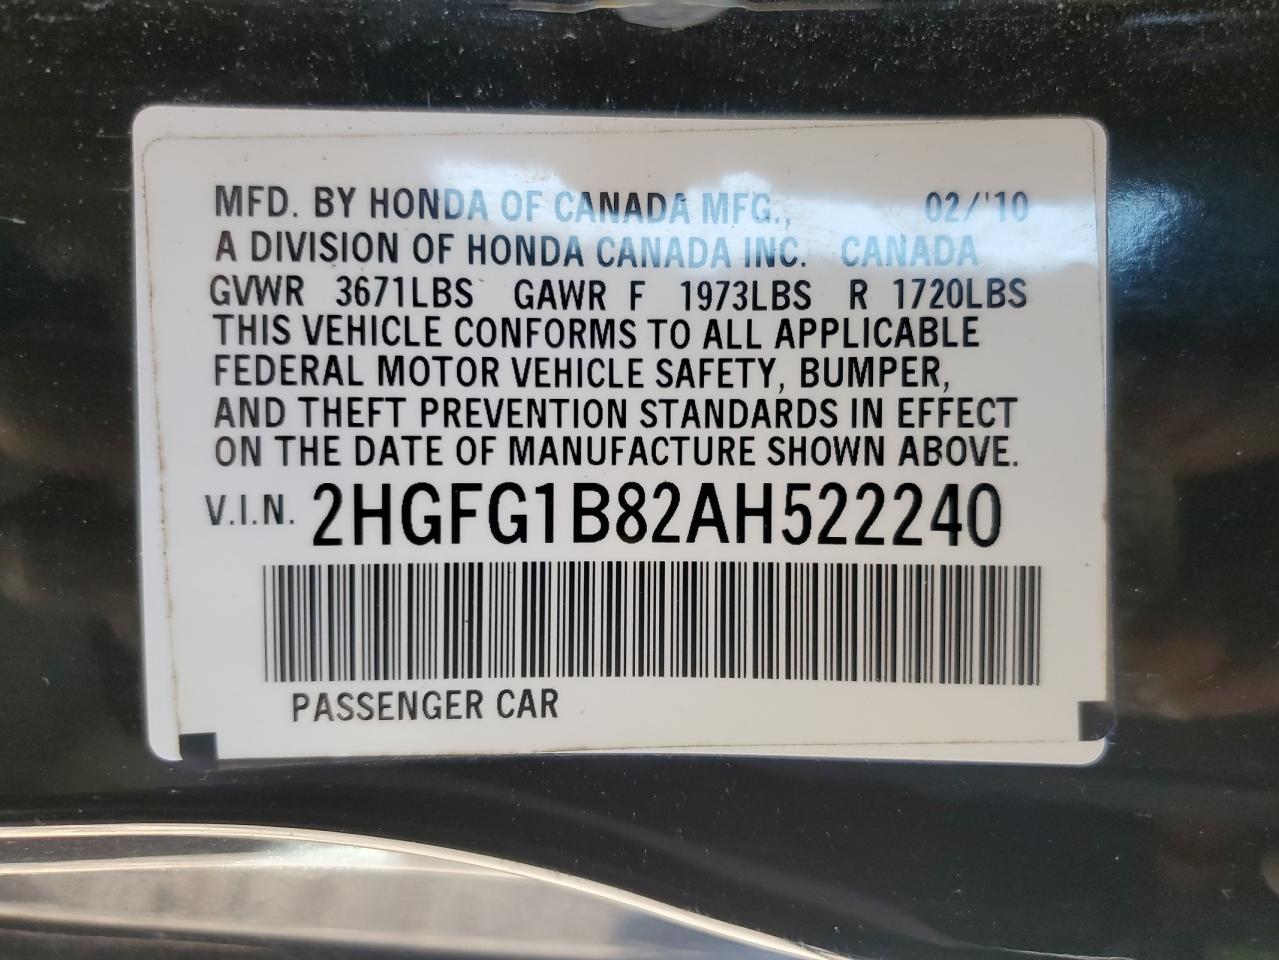 MFD. BY HONDA OF CANADA MFG., 02/'10
A DIVISION OF HONDA CANADA INC. CANADA
GVWR 3671LBS GAWR F 1973LBS R 1720LBS
THIS VEHICLE CONFORMS TO ALL APPLICABLE
FEDERAL MOTOR VEHICLE SAFETY, BUMPER,
AND THEFT PREVENTION STANDARDS IN EFFECT
ON THE DATE OF MANUFACTURE SHOWN ABOVE.
V.I.N. 2HGFG1B82AH522240
PASSENGER CAR